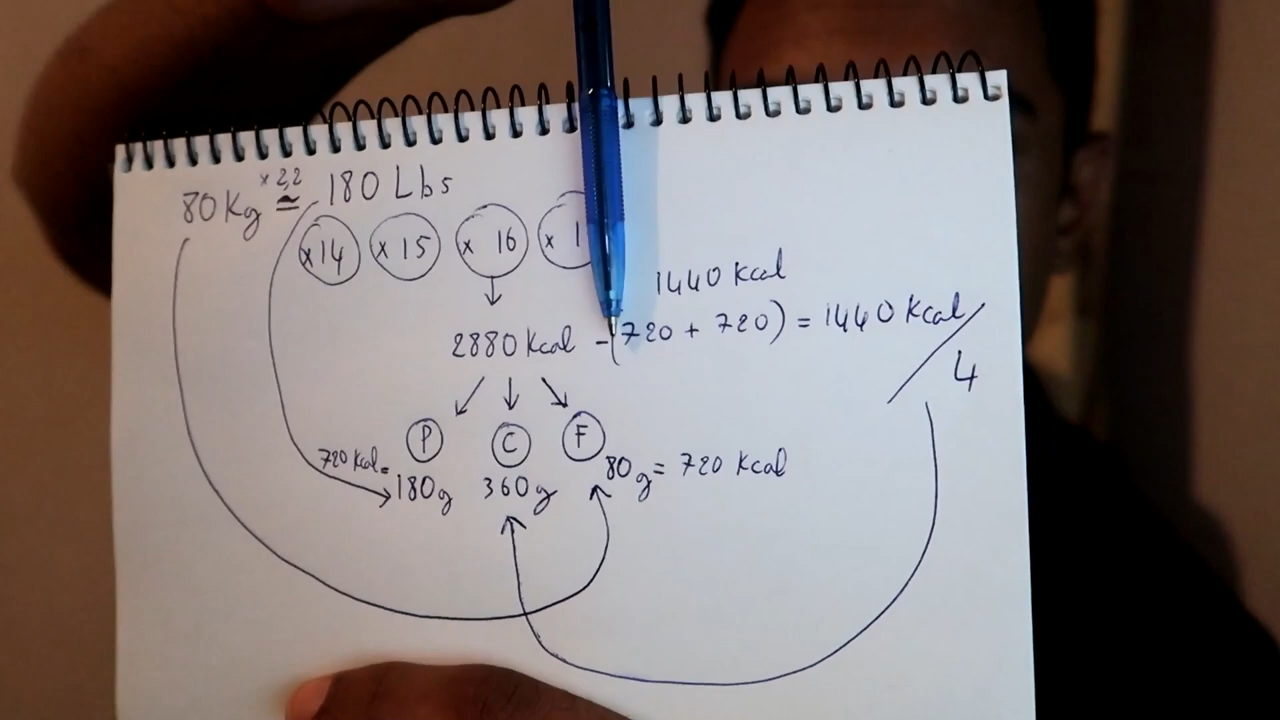 × 2,2
80 Kg ≅ 180 Lbs
×14 ×15 × 16 × 1
1440 Kcal
2880 Kcal -(720 + 720) = 1440 Kcal / 4
P C F
720 Kcal=
180g 360g 80g = 720 Kcal